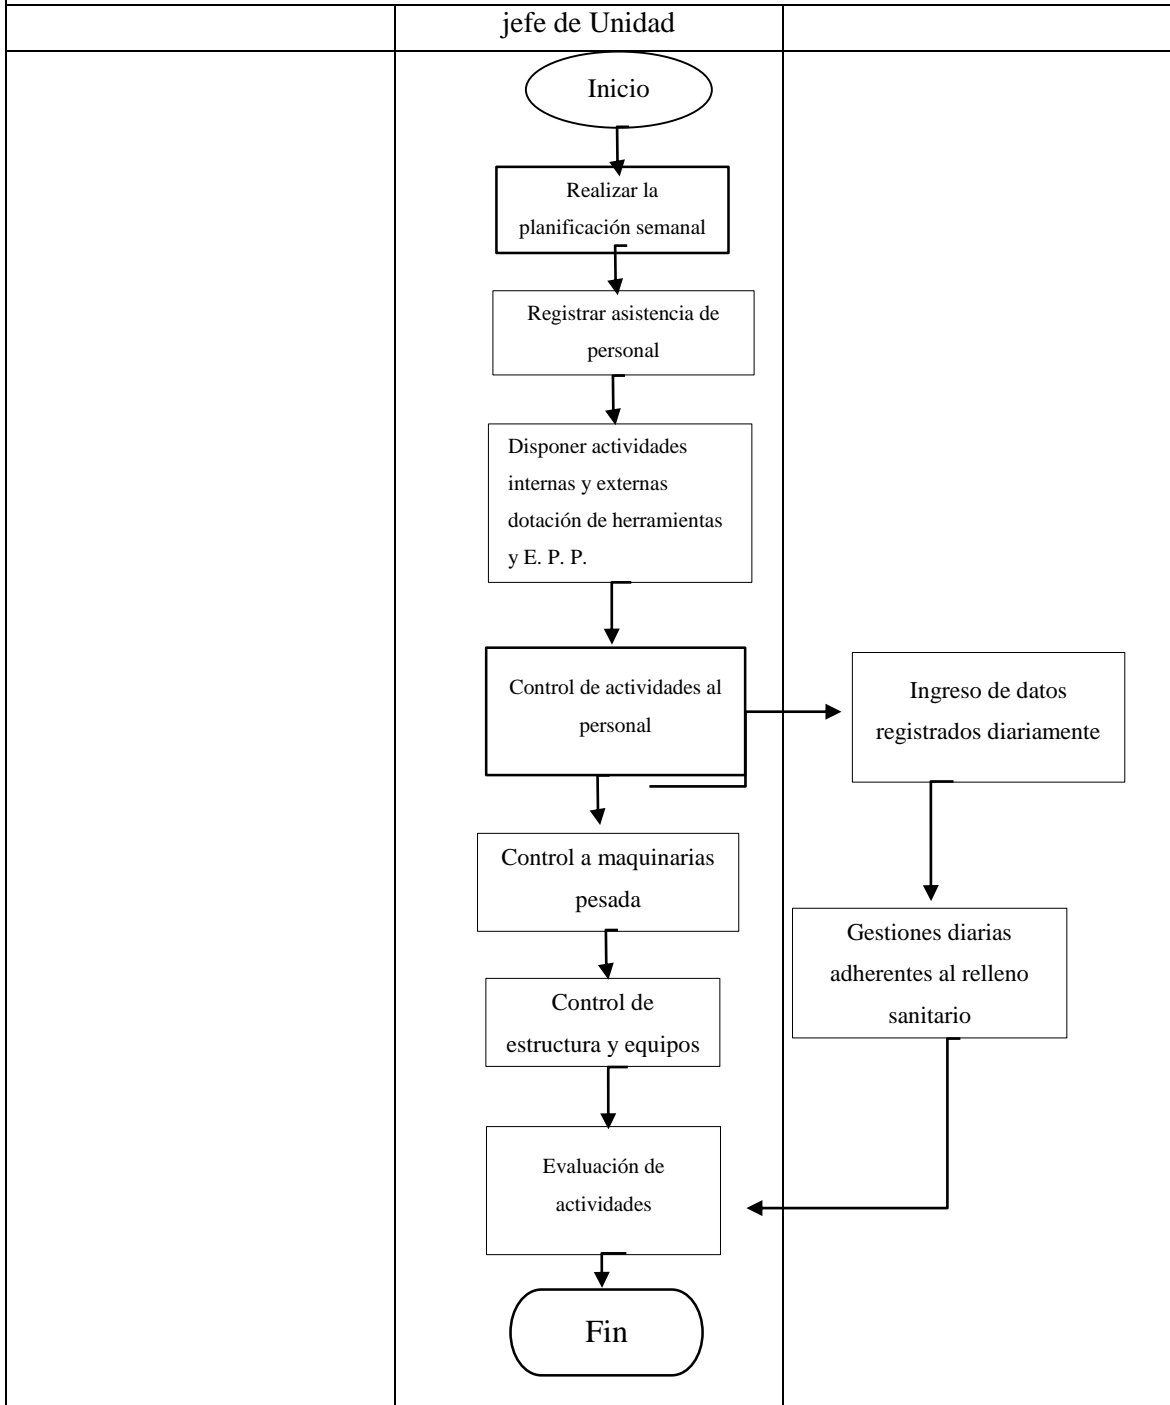 jefe de Unidad
Inicio
Realizar la
planificación semanal
Registrar asistencia de
personal
Disponer actividades
internas y externas
dotación de herramientas
y E. P. P.
Control de actividades al
personal
Ingreso de datos
registrados diariamente
Control a maquinarias
pesada
Gestiones diarias
adherentes al relleno
sanitario
Control de
estructura y equipos
Evaluación de
actividades
Fin